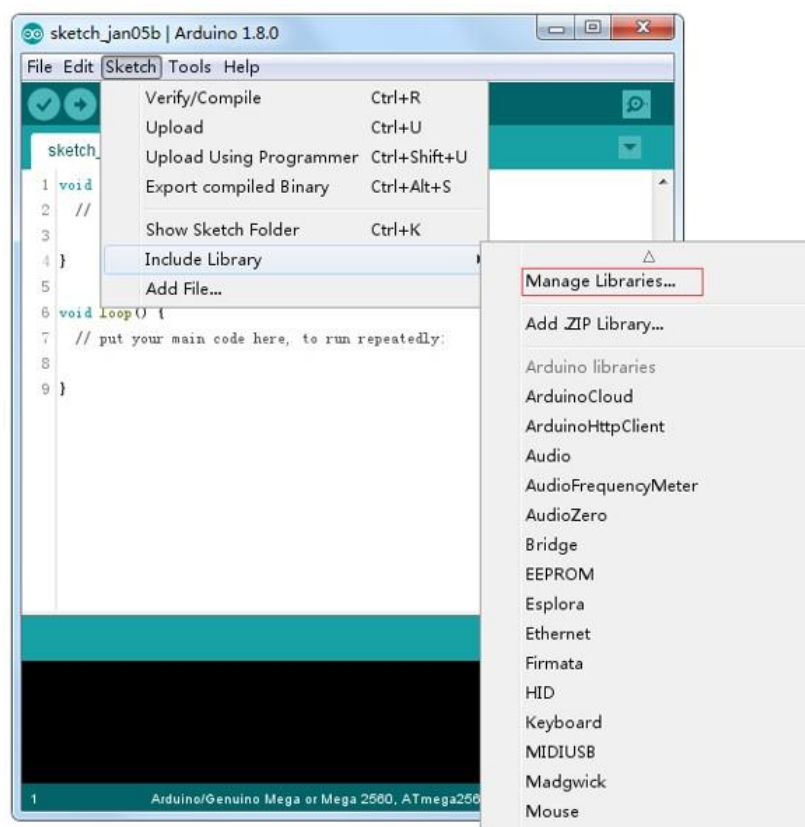 sketch_jan05b | Arduino 1.8.0
File Edit Sketch Tools Help
Verify/Compile Ctrl+R
Upload Ctrl+U
Upload Using Programmer Ctrl+Shift+U
Export compiled Binary Ctrl+Alt+S
Show Sketch Folder Ctrl+K
Include Library
Add File...
sketch_
1 void
2 //
3
4 }
5
6 void loop() {
7 // put your main code here, to run repeatedly:
8
9 }
Manage Libraries...
Add .ZIP Library...
Arduino libraries
ArduinoCloud
ArduinoHttpClient
Audio
AudioFrequencyMeter
AudioZero
Bridge
EEPROM
Esplora
Ethernet
Firmata
HID
Keyboard
MIDIUSB
Madgwick
Mouse
1 Arduino/Genuino Mega or Mega 2560, ATmega256